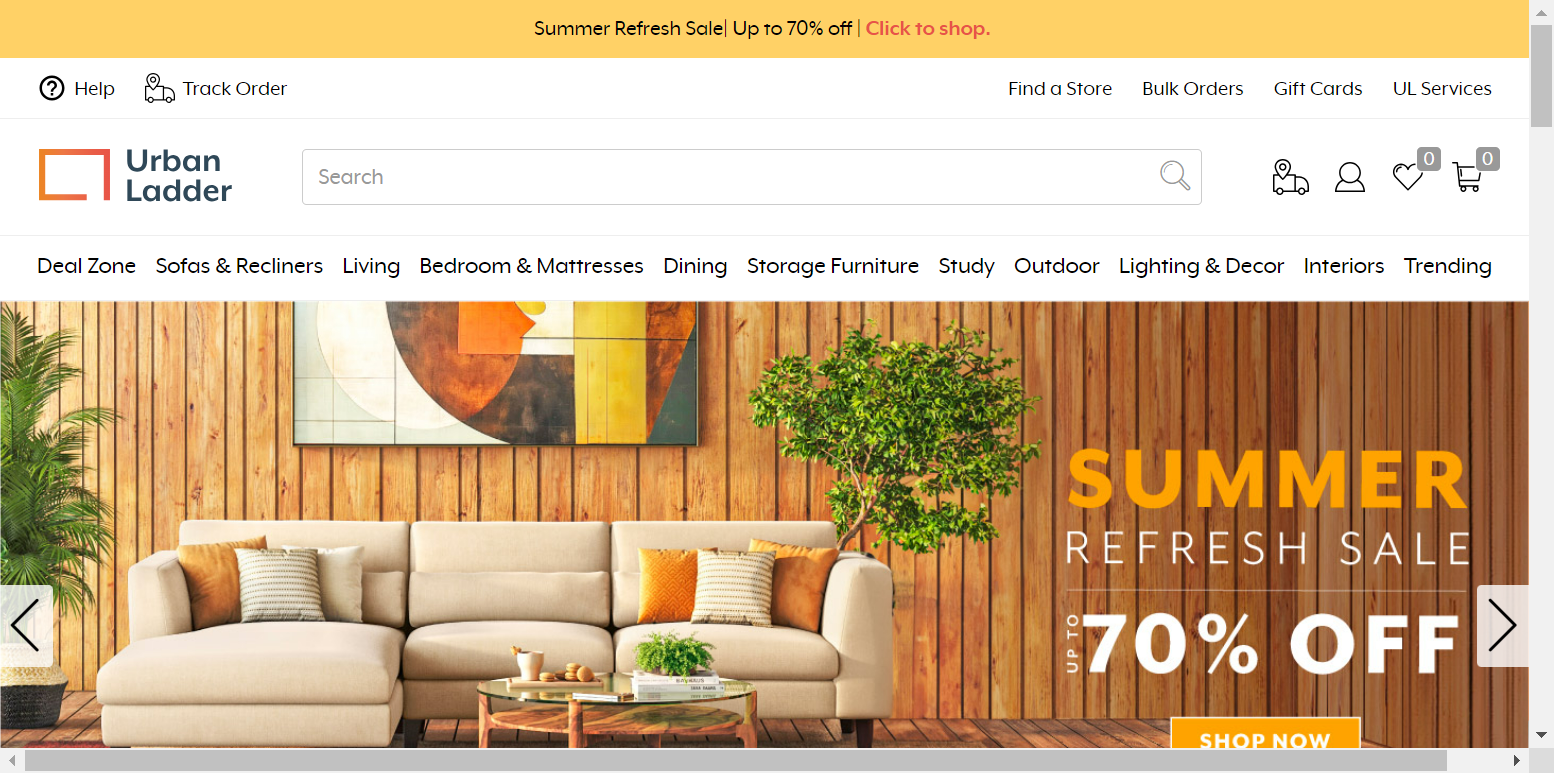 Summer Refresh Sale| Up to 70% off | Click to shop.
Help Track Order Find a Store Bulk Orders Gift Cards UL Services
Urban
Ladder
Search
0 0
Deal Zone Sofas & Recliners Living Bedroom & Mattresses Dining Storage Furniture Study Outdoor Lighting & Decor Interiors Trending
SUMMER
REFRESH SALE
UP TO 70% OFF
SHOP NOW